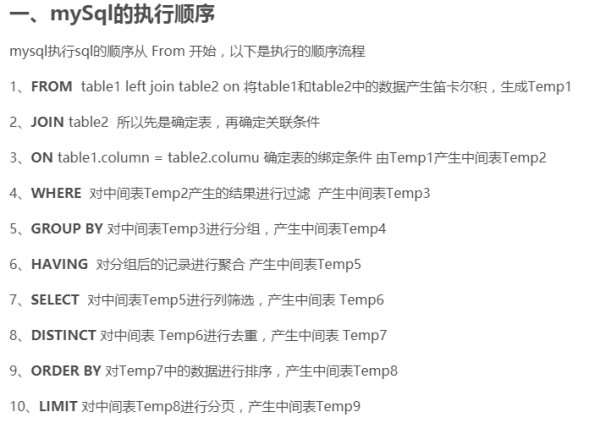 一、mySql的执行顺序
mysql执行sql的顺序从 From 开始，以下是执行的顺序流程
1、FROM table1 left join table2 on 将table1和table2中的数据产生笛卡尔积，生成Temp1
2、JOIN table2 所以先是确定表，再确定关联条件
3、ON table1.column = table2.columu 确定表的绑定条件 由Temp1产生中间表Temp2
4、WHERE 对中间表Temp2产生的结果进行过滤 产生中间表Temp3
5、GROUP BY 对中间表Temp3进行分组，产生中间表Temp4
6、HAVING 对分组后的记录进行聚合 产生中间表Temp5
7、SELECT 对中间表Temp5进行列筛选，产生中间表 Temp6
8、DISTINCT 对中间表 Temp6进行去重，产生中间表 Temp7
9、ORDER BY 对Temp7中的数据进行排序，产生中间表Temp8
10、LIMIT 对中间表Temp8进行分页，产生中间表Temp9